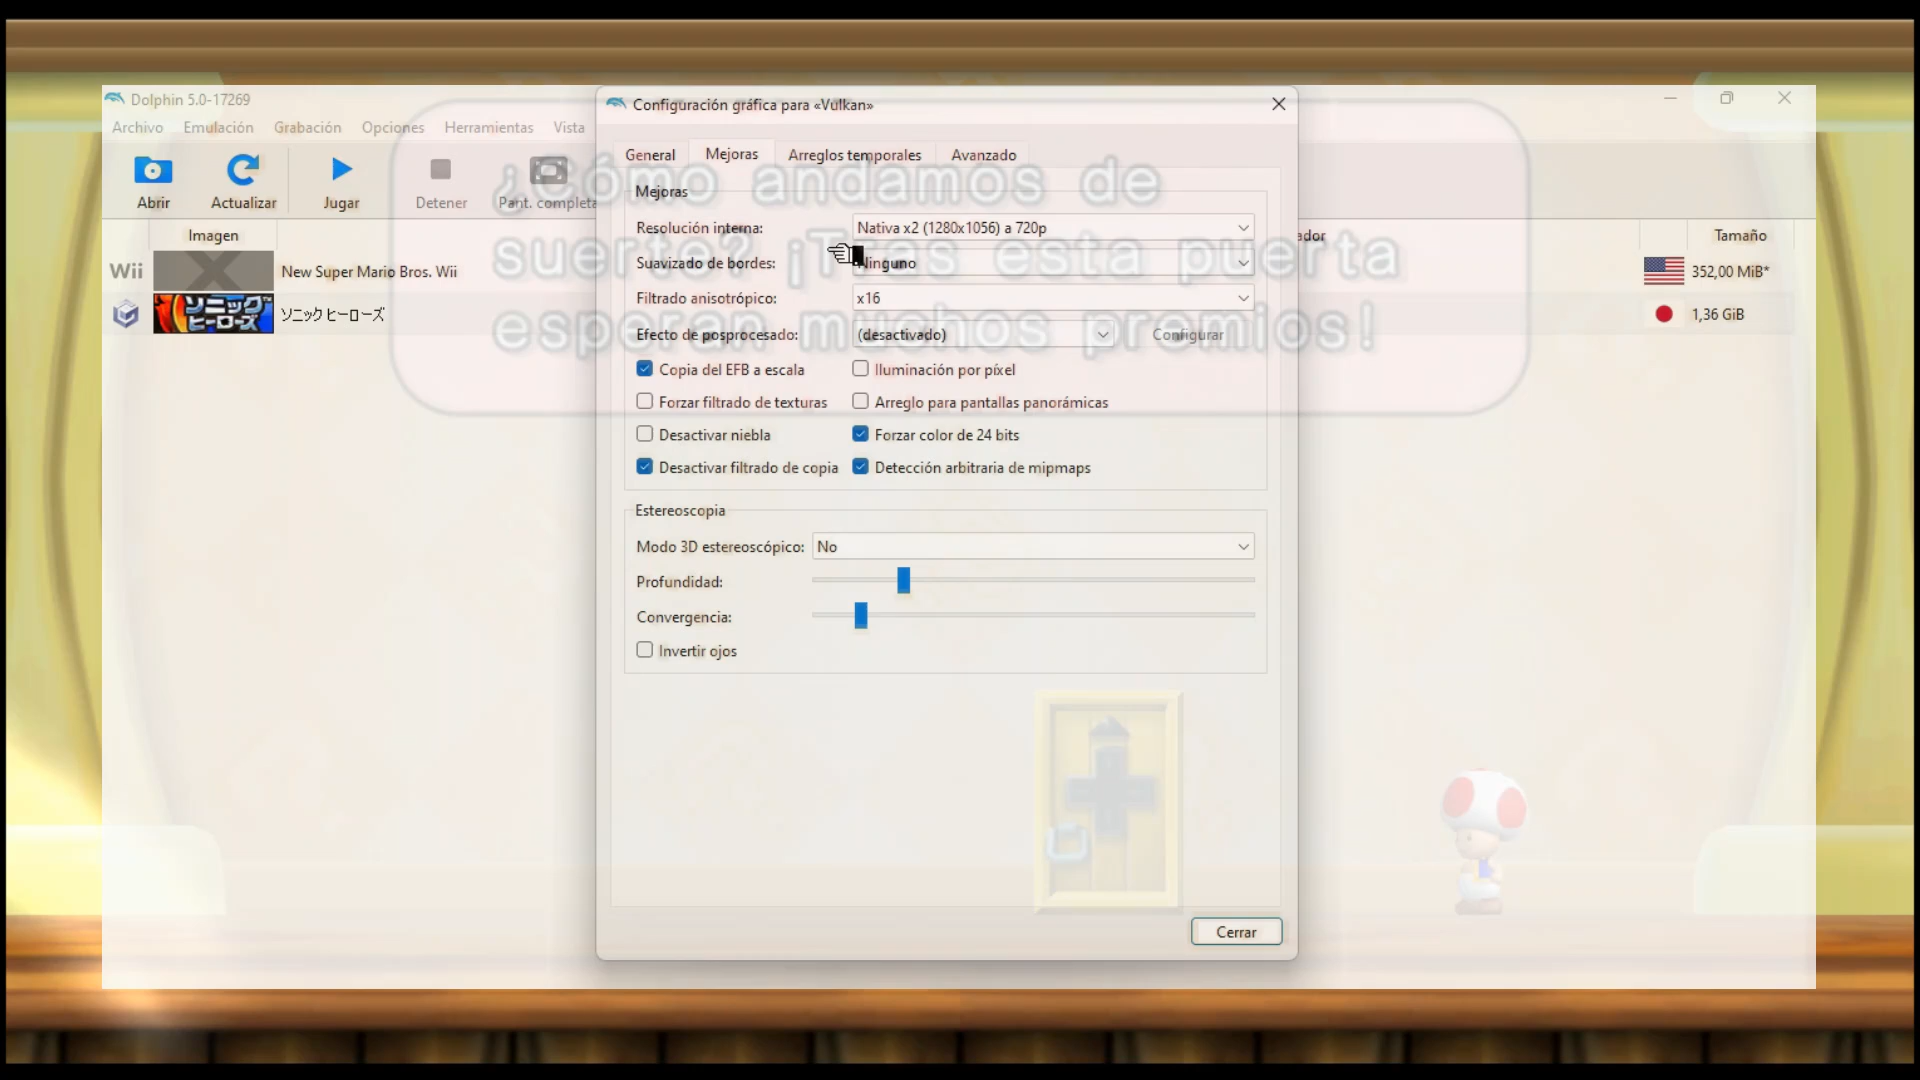 Dolphin 5.0-17269
Archivo Emulación Grabación Opciones Herramientas Vista
Abrir Actualizar Jugar Detener Pant. completa
Imagen
ador
Tamaño
Wii New Super Mario Bros. Wii 352,00 MiB*
ソニック ヒーローズ ソニック ヒーローズ 1,36 GiB
Configuración gráfica para «Vulkan»
General Mejoras Arreglos temporales Avanzado
Mejoras
Resolución interna: Nativa x2 (1280x1056) a 720p
Suavizado de bordes: Ninguno
Filtrado anisotrópico: x16
Efecto de posprocesado: (desactivado) Configurar
Copia del EFB a escala Iluminación por píxel
Forzar filtrado de texturas Arreglo para pantallas panorámicas
Desactivar niebla Forzar color de 24 bits
Desactivar filtrado de copia Detección arbitraria de mipmaps
Estereoscopia
Modo 3D estereoscópico: No
Profundidad:
Convergencia:
Invertir ojos
Cerrar
¿Cómo andamos de
suerte? ¡Tras esta puerta
esperan muchos premios!